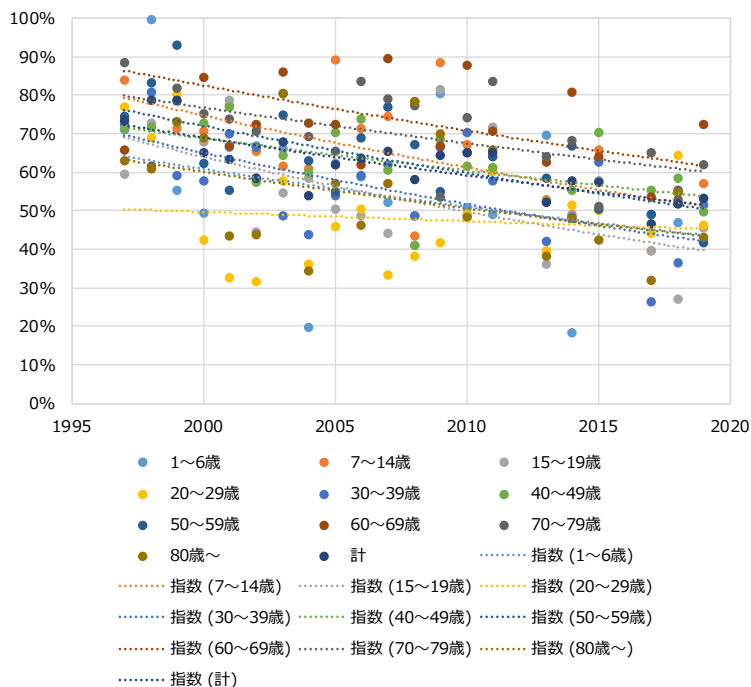 100%
90%
80%
70%
60%
50%
40%
30%
20%
10%
0%
1995 2000 2005 2010 2015 2020
1～6歳 7～14歳 15～19歳
20～29歳 30～39歳 40～49歳
50～59歳 60～69歳 70～79歳
80歳～ 計 指数 (1～6歳)
指数 (7～14歳) 指数 (15～19歳) 指数 (20～29歳)
指数 (30～39歳) 指数 (40～49歳) 指数 (50～59歳)
指数 (60～69歳) 指数 (70～79歳) 指数 (80歳～)
指数 (計)